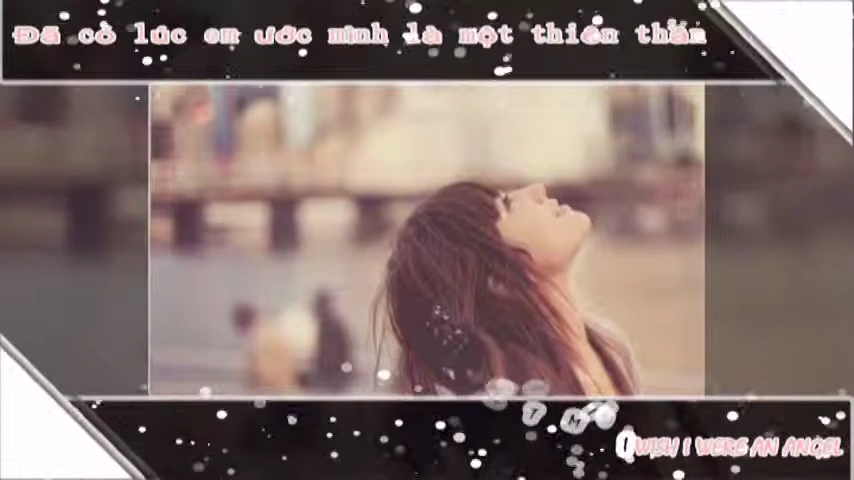 Đã có lúc em ước mình là một thiên thần
I WISH I WERE AN ANGEL